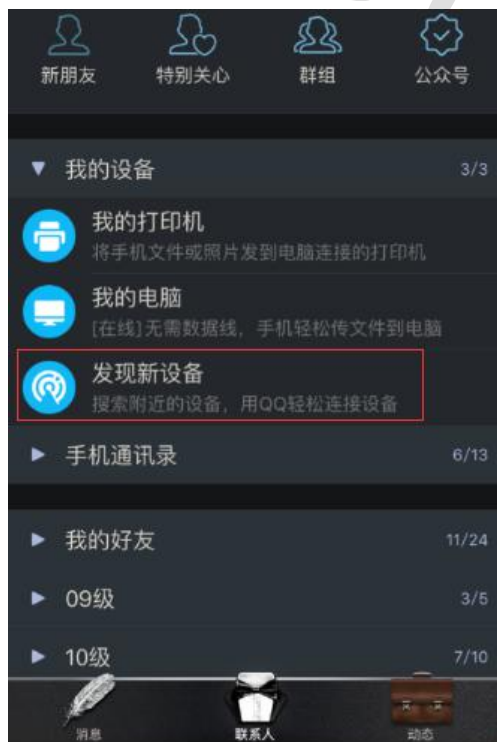 新朋友 特别关心 群组 公众号
▼ 我的设备 3/3
我的打印机
将手机文件或照片发到电脑连接的打印机
我的电脑
[在线]无需数据线，手机轻松传文件到电脑
发现新设备
搜索附近的设备，用QQ轻松连接设备
▶ 手机通讯录 6/13
▶ 我的好友 11/24
▶ 09级 3/5
▶ 10级 7/10
消息 联系人 动态